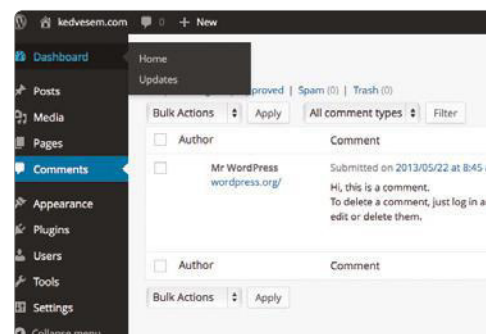 kedvesem.com 0 + New
Dashboard
Home
Updates
Posts
Media
Pages
Comments
Appearance
Plugins
Users
Tools
Settings
Collapse menu
proved | Spam (0) | Trash (0)
Bulk Actions Apply All comment types Filter
Author Comment
Mr WordPress Submitted on 2013/05/22 at 8:45
wordpress.org/
Hi, this is a comment.
To delete a comment, just log in a
edit or delete them.
Author Comment
Bulk Actions Apply